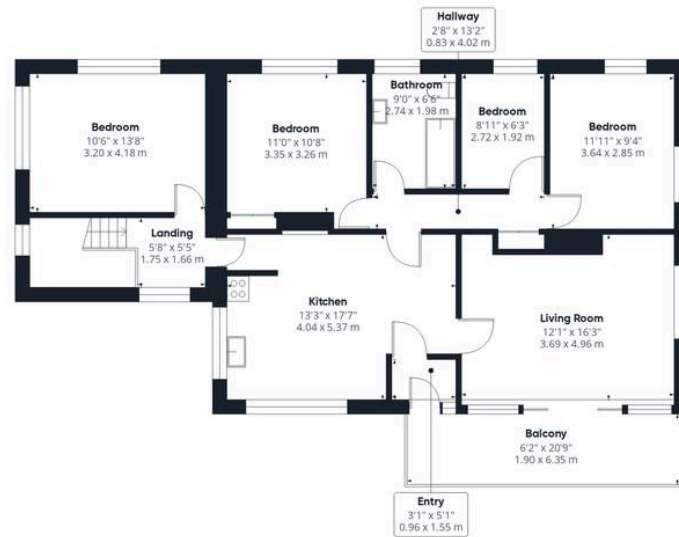 Hallway
2'8" x 13'2"
0.83 x 4.02 m
Bedroom
10'6" x 13'8"
3.20 x 4.18 m
Bedroom
11'0" x 10'8"
3.35 x 3.26 m
Bathroom
9'0" x 6'6"
2.74 x 1.98 m
Bedroom
8'11" x 6'3"
2.72 x 1.92 m
Bedroom
11'11" x 9'4"
3.64 x 2.85 m
Landing
5'8" x 5'5"
1.75 x 1.66 m
Kitchen
13'3" x 17'7"
4.04 x 5.37 m
Living Room
12'1" x 16'3"
3.69 x 4.96 m
Balcony
6'2" x 20'9"
1.90 x 6.35 m
Entry
3'1" x 5'1"
0.96 x 1.55 m